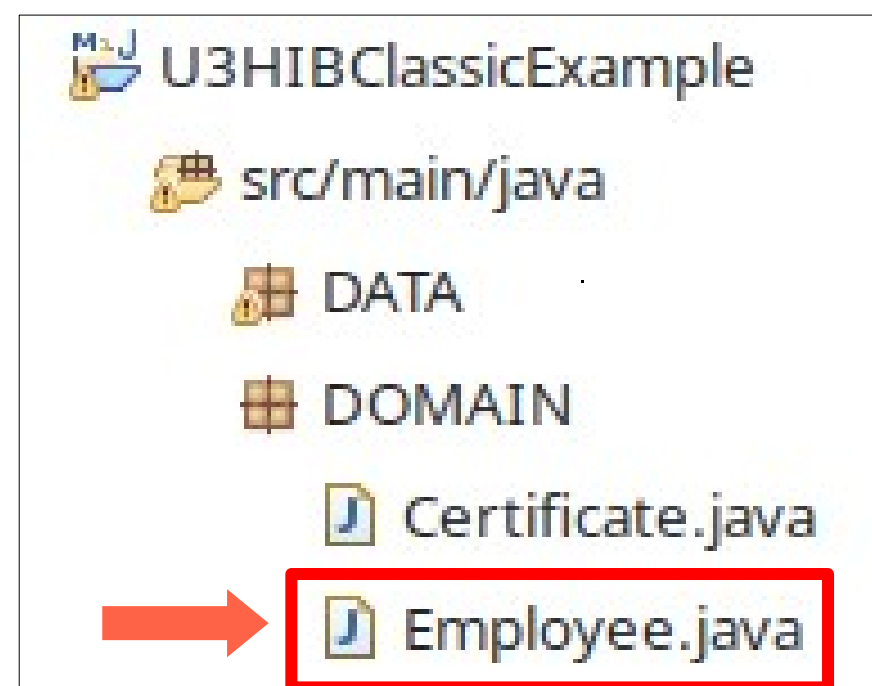 U3HIBClassicExample
src/main/java
DATA
DOMAIN
Certificate.java
Employee.java